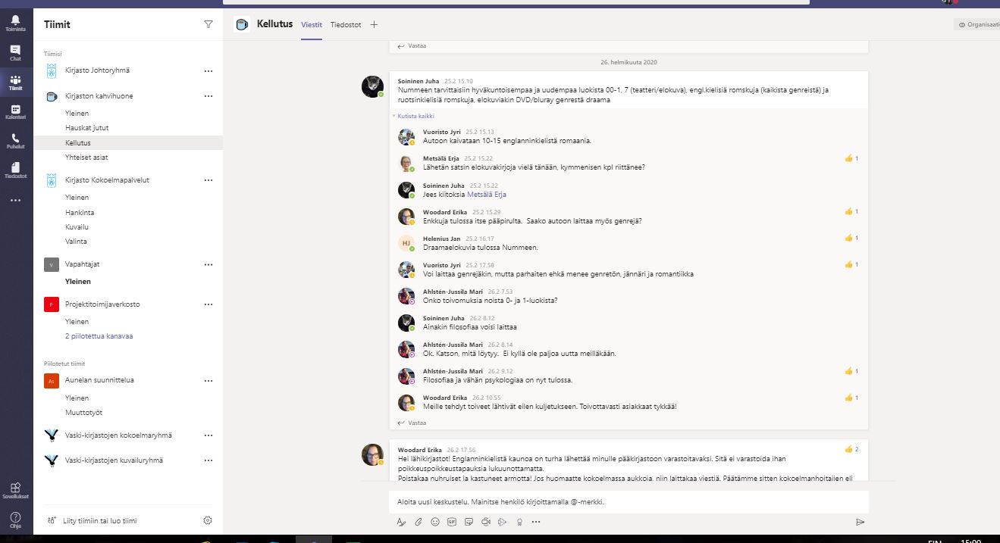 Toiminta
Chat
Tiimit
Kalenteri
Puhelut
Tiedostot
Sovellukset
Ohje
Tiimit
Tiimisi
Kirjasto Johtoryhmä
Kirjaston kahvihuone
Yleinen
Hauskat jutut
Kellutus
Yhteiset asiat
Kirjasto Kokoelmapalvelut
Yleinen
Hankinta
Kuvailu
Valinta
V Vapahtajat
Yleinen
P Projektitoimijaverkosto
Yleinen
2 piilotettua kanavaa
Piilotetut tiimit
As Aunelan suunnittelua
Yleinen
Muuttotyöt
Vaski-kirjastojen kokoelmaryhmä
Vaski-kirjastojen kuvailuryhmä
Liity tiimiin tai luo tiimi
Kellutus Viestit Tiedostot
Organisaati
Vastaa
26. helmikuuta 2020
Soininen Juha 25.2 15.10
Nummeen tarvittaisiin hyväkuntoisempaa ja uudempaa luokista 00-1, 7 (teatteri/elokuva), engl.kielisiä romskuja (kaikista genreistä) ja
ruotsinkielisiä romskuja, elokuviakin DVD/bluray genrestä draama
Kutista kaikki
Vuoristo Jyri 25.2 15.13
Autoon kaivataan 10-15 englanninkielistä romaania.
Metsälä Erja 25.2 15.22 1
Lähetän satsin elokuvakirjoja vielä tänään, kymmenisen kpl riittänee?
Soininen Juha 25.2 15.22
Jees kiitoksia Metsälä Erja
Woodard Erika 25.2 15.29 1
Enkkuja tulossa itse pääpirulta. Saako autoon laittaa myös genrejä?
HJ Helenius Jan 25.2 16.17 1
Draamaelokuvia tulossa Nummeen.
Vuoristo Jyri 25.2 17.58 1
Voi laittaa genrejäkin, mutta parhaiten ehkä menee genretön, jännäri ja romantiikka
Ahlstén-Jussila Mari 26.2 7.53
Onko toivomuksia noista 0- ja 1-luokista?
Soininen Juha 26.2 8.12
Ainakin filosofiaa voisi laittaa
Ahlstén-Jussila Mari 26.2 8.14
Ok. Katson, mitä löytyy. Ei kyllä ole paljoa uutta meilläkään.
Ahlstén-Jussila Mari 26.2 9.12 1
Filosofiaa ja vähän psykologiaa on nyt tulossa.
Woodard Erika 26.2 10.55 1
Meille tehdyt toiveet lähtivät eilen kuljetukseen. Toivottavasti asiakkaat tykkää!
Vastaa
Woodard Erika 26.2 17.56 2
Hei lähikirjastot! Englanninkielistä kaunoa on turha lähettää minulle pääkirjastoon varastoitavaksi. Sitä ei varastoida ihan
poikkeuspoikkeustapauksia lukuunottamatta.
Poistakaa nuhruiset ja kastuneet armotta! Jos huomaatte kokoelmassa aukkoja, niin laittakaa viestiä. Päätämme sitten kokoelmanhoitajien eli
Aloita uusi keskustelu. Mainitse henkilö kirjoittamalla @-merkki.
GIF
FIN 15:00